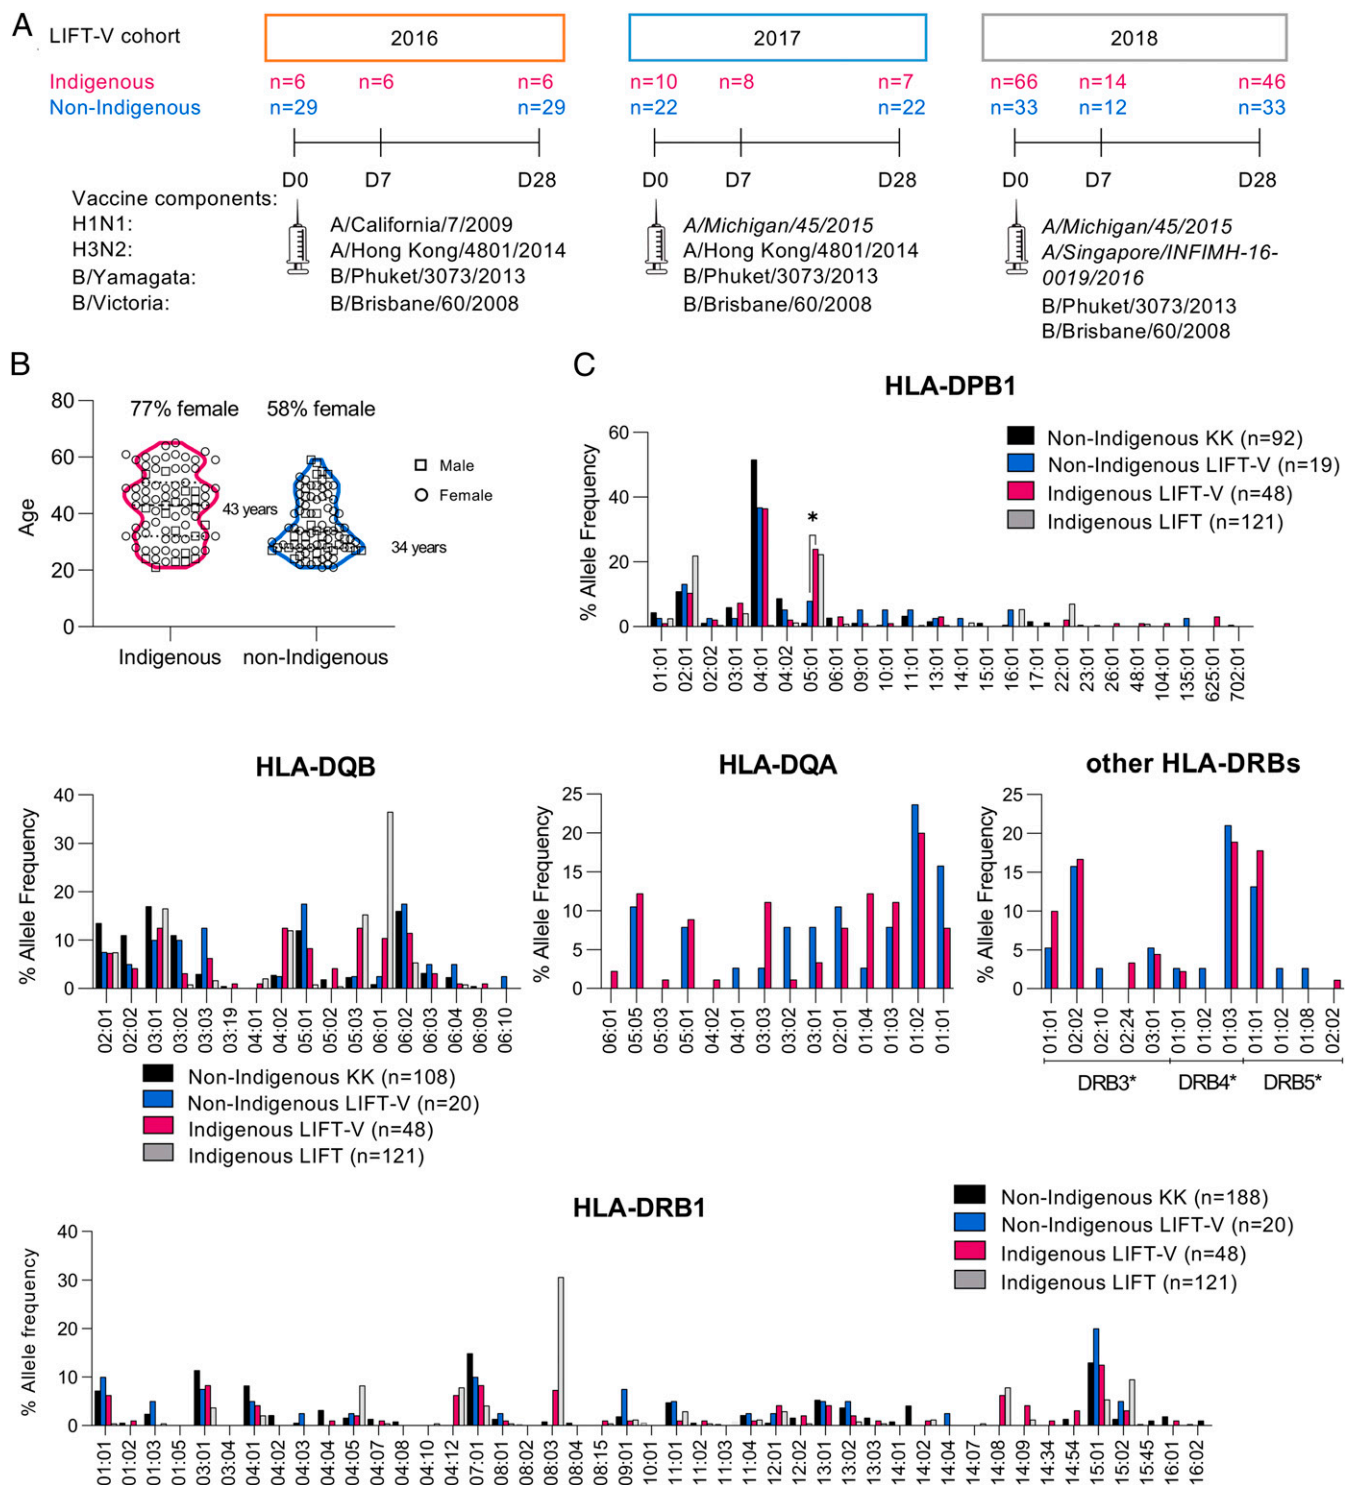 A
LIFT-V cohort
2016
2017
2018
Indigenous
n=6 n=6 n=6
n=10 n=8 n=7
n=66 n=14 n=46
Non-Indigenous
n=29 n=29
n=22 n=22
n=33 n=12 n=33
D0 D7 D28
D0 D7 D28
D0 D7 D28
Vaccine components:
H1N1:
H3N2:
B/Yamagata:
B/Victoria:
A/California/7/2009
A/Hong Kong/4801/2014
B/Phuket/3073/2013
B/Brisbane/60/2008
A/Michigan/45/2015
A/Hong Kong/4801/2014
B/Phuket/3073/2013
B/Brisbane/60/2008
A/Michigan/45/2015
A/Singapore/INFIMH-16-
0019/2016
B/Phuket/3073/2013
B/Brisbane/60/2008
B
80
60
40
20
0
Age
77% female 58% female
43 years
34 years
Male
Female
Indigenous non-Indigenous
C
HLA-DPB1
60
40
20
0
% Allele Frequency
*
Non-Indigenous KK (n=92)
Non-Indigenous LIFT-V (n=19)
Indigenous LIFT-V (n=48)
Indigenous LIFT (n=121)
01:01 02:01 02:02 03:01 04:01 04:02 05:01 06:01 09:01 10:01 11:01 13:01 14:01 15:01 16:01 17:01 22:01 23:01 26:01 48:01 104:01 135:01 625:01 702:01
HLA-DQB
40
30
20
10
0
% Allele Frequency
02:01 02:02 03:01 03:02 03:03 03:19 04:01 04:02 05:01 05:02 05:03 06:01 06:02 06:03 06:04 06:09 06:10
Non-Indigenous KK (n=108)
Non-Indigenous LIFT-V (n=20)
Indigenous LIFT-V (n=48)
Indigenous LIFT (n=121)
HLA-DQA
25
20
15
10
5
0
% Allele Frequency
06:01 05:05 05:03 05:01 04:02 04:01 03:03 03:02 03:01 02:01 01:04 01:03 01:02 01:01
other HLA-DRBs
25
20
15
10
5
0
% Allele Frequency
01:01 02:02 02:10 02:24 03:01 01:01 01:02 01:03 01:01 01:02 01:08 02:02
DRB3* DRB4* DRB5*
HLA-DRB1
40
30
20
10
0
% Allele frequency
Non-Indigenous KK (n=188)
Non-Indigenous LIFT-V (n=20)
Indigenous LIFT-V (n=48)
Indigenous LIFT (n=121)
01:01 01:02 01:03 01:05 03:01 03:04 04:01 04:02 04:03 04:04 04:05 04:07 04:08 04:10 04:12 07:01 08:01 08:02 08:03 08:04 08:15 09:01 10:01 11:01 11:02 11:03 11:04 12:01 12:02 13:01 13:02 13:03 14:01 14:02 14:04 14:07 14:08 14:09 14:34 14:54 15:01 15:02 15:45 16:01 16:02